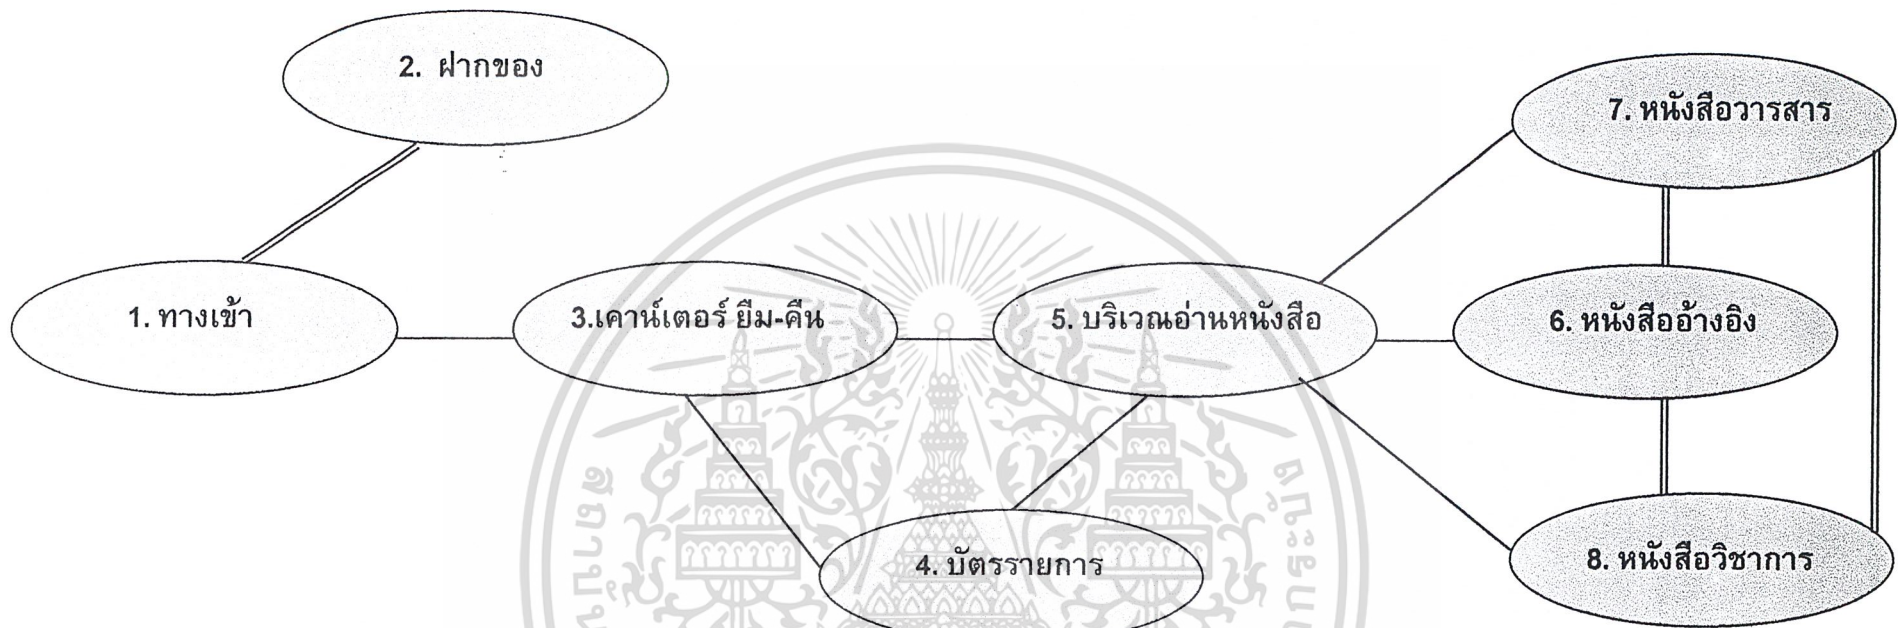 2. ฝากของ
7. หนังสือวารสาร
1. ทางเข้า
3.เคาน์เตอร์ ยืม-คืน
5. บริเวณอ่านหนังสือ
6. หนังสืออ้างอิง
4. บัตรรายการ
8. หนังสือวิชาการ